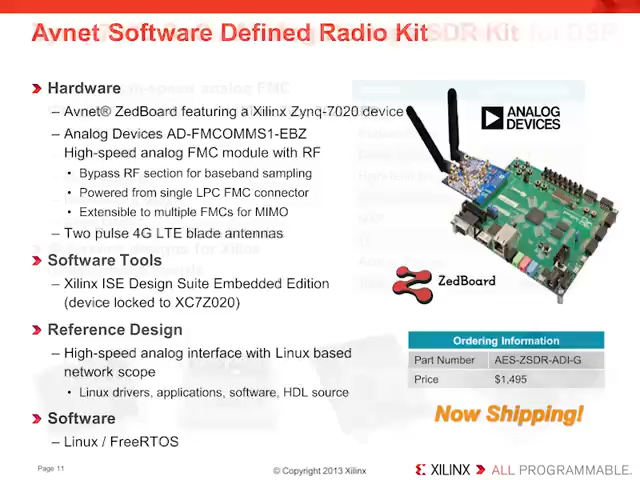 Avnet Software Defined Radio Kit
Hardware
– Avnet® ZedBoard featuring a Xilinx Zynq-7020 device
– Analog Devices AD-FMCOMMS1-EBZ
High-speed analog FMC module with RF
• Bypass RF section for baseband sampling
• Powered from single LPC FMC connector
• Extensible to multiple FMCs for MIMO
– Two pulse 4G LTE blade antennas
Software Tools
– Xilinx ISE Design Suite Embedded Edition
(device locked to XC7Z020)
Reference Design
– High-speed analog interface with Linux based
network scope
• Linux drivers, applications, software, HDL source
Software
– Linux / FreeRTOS
ANALOG
DEVICES
ZedBoard
Ordering Information
Part Number AES-ZSDR-ADI-G
Price $1,495
Now Shipping!
Page 11
© Copyright 2013 Xilinx
XILINX ALL PROGRAMMABLE.